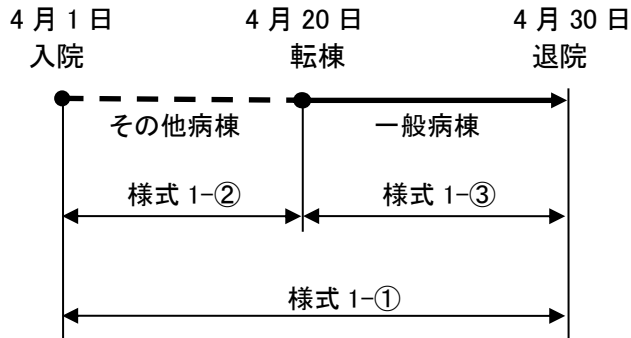 4 月 1 日 4 月 20 日 4 月 30 日
入院 転棟 退院
その他病棟 一般病棟
様式 1-② 様式 1-③
様式 1-①